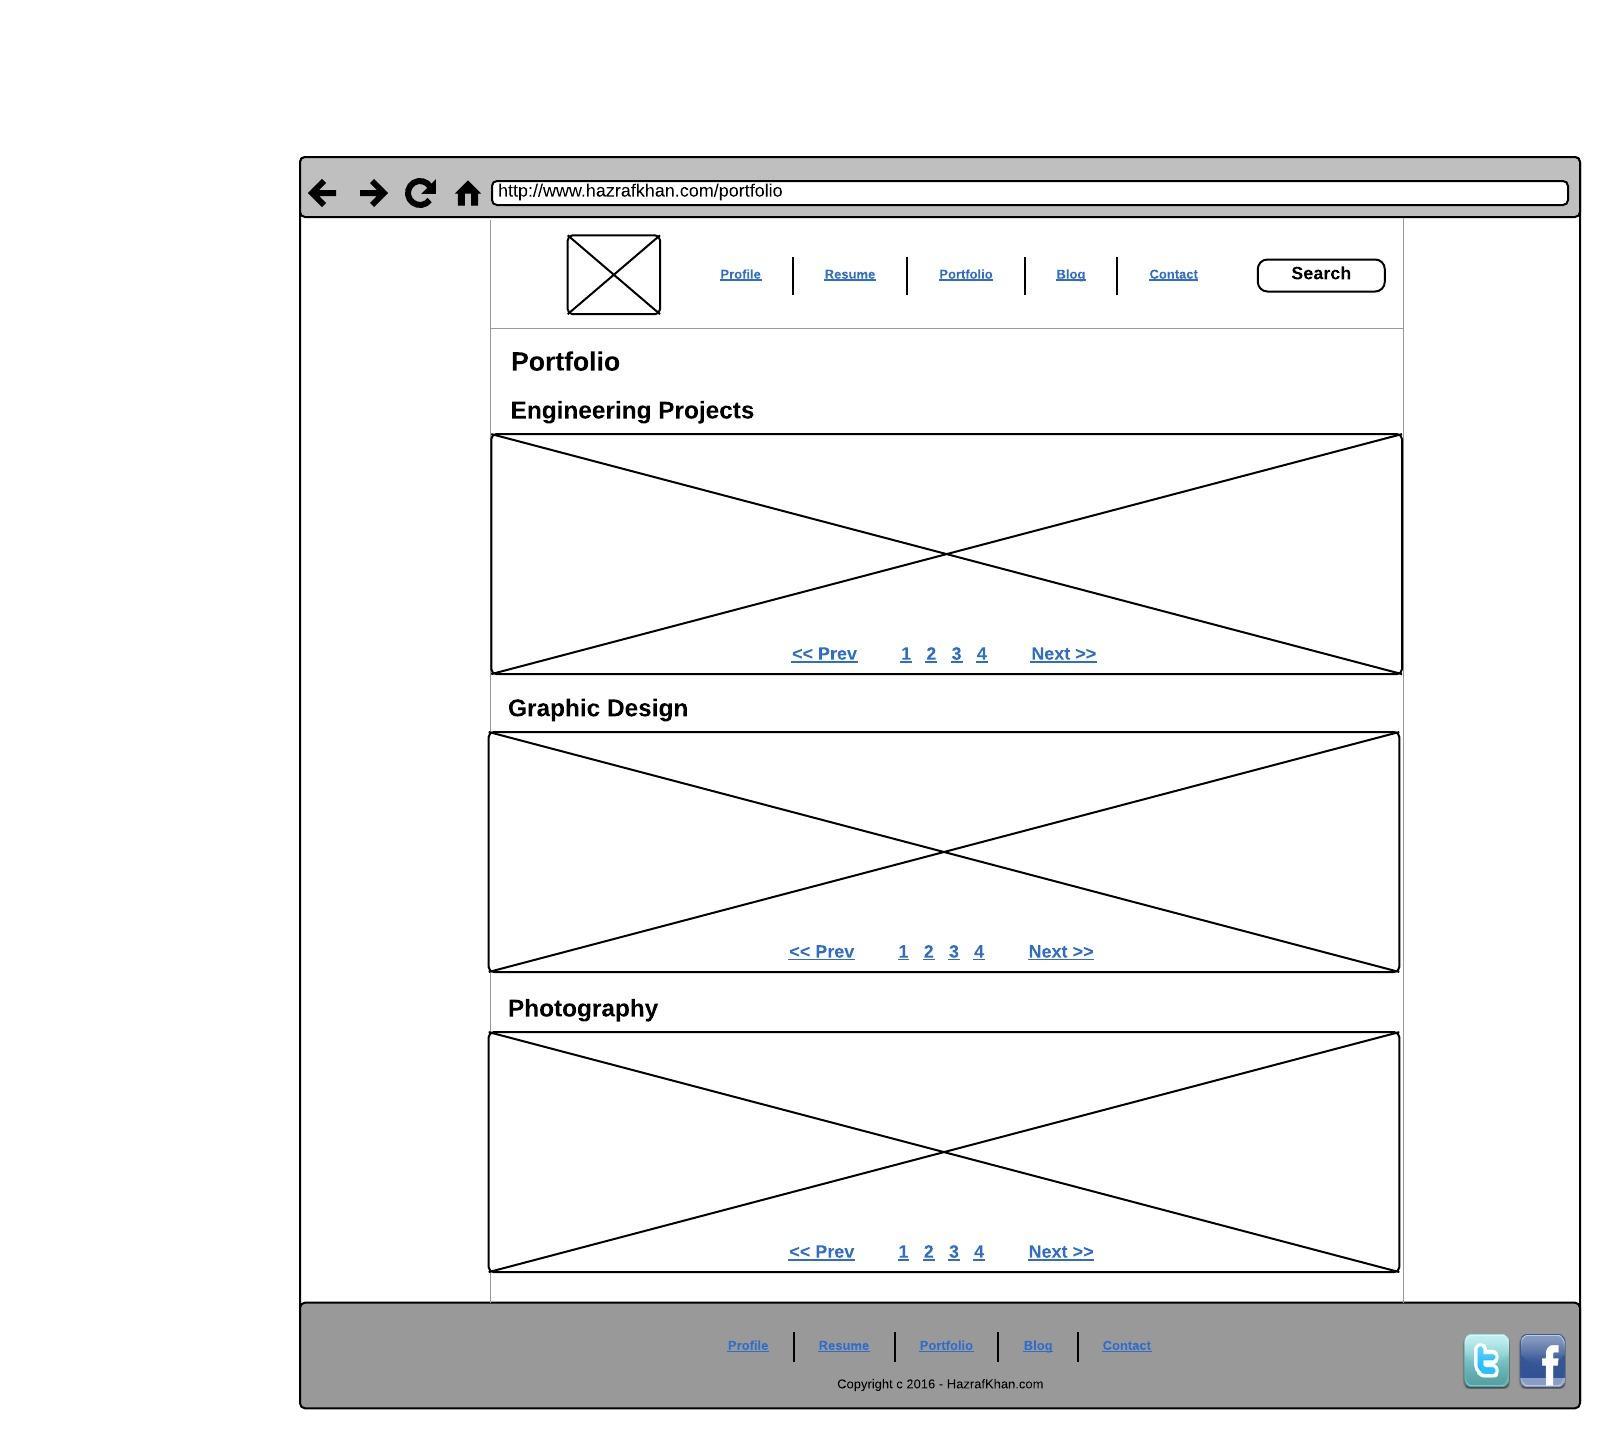 http://www.hazrafkhan.com/portfolio
Profile Resume Portfolio Blog Contact Search
Portfolio
Engineering Projects
<< Prev 1 2 3 4 Next >>
Graphic Design
<< Prev 1 2 3 4 Next >>
Photography
<< Prev 1 2 3 4 Next >>
Profile Resume Portfolio Blog Contact
Copyright c 2016 - HazrafKhan.com